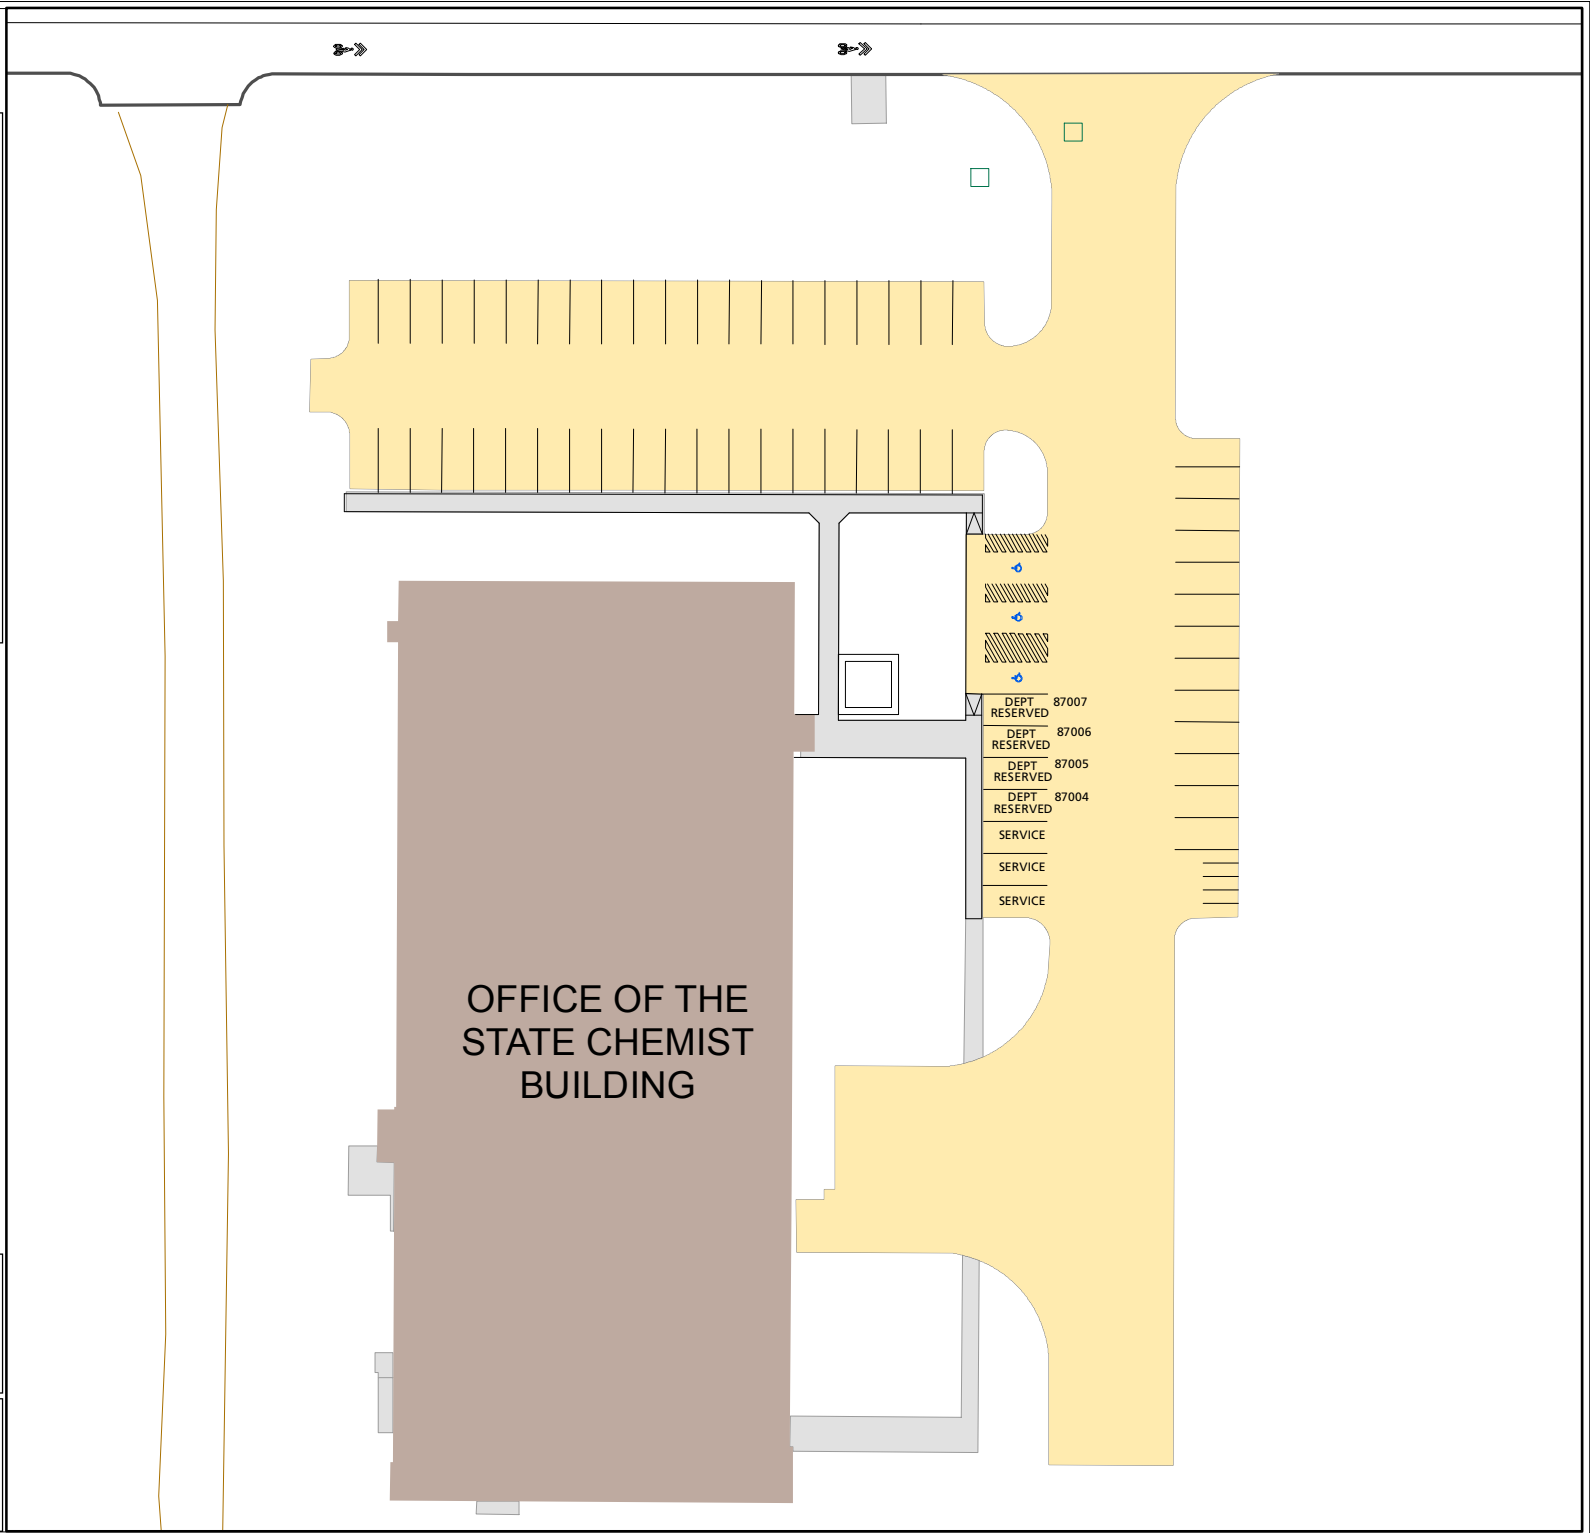 DEPT 87007
RESERVED
DEPT 87006
RESERVED
DEPT 87005
RESERVED
DEPT 87004
RESERVED
SERVICE
SERVICE
SERVICE
OFFICE OF THE
STATE CHEMIST
BUILDING